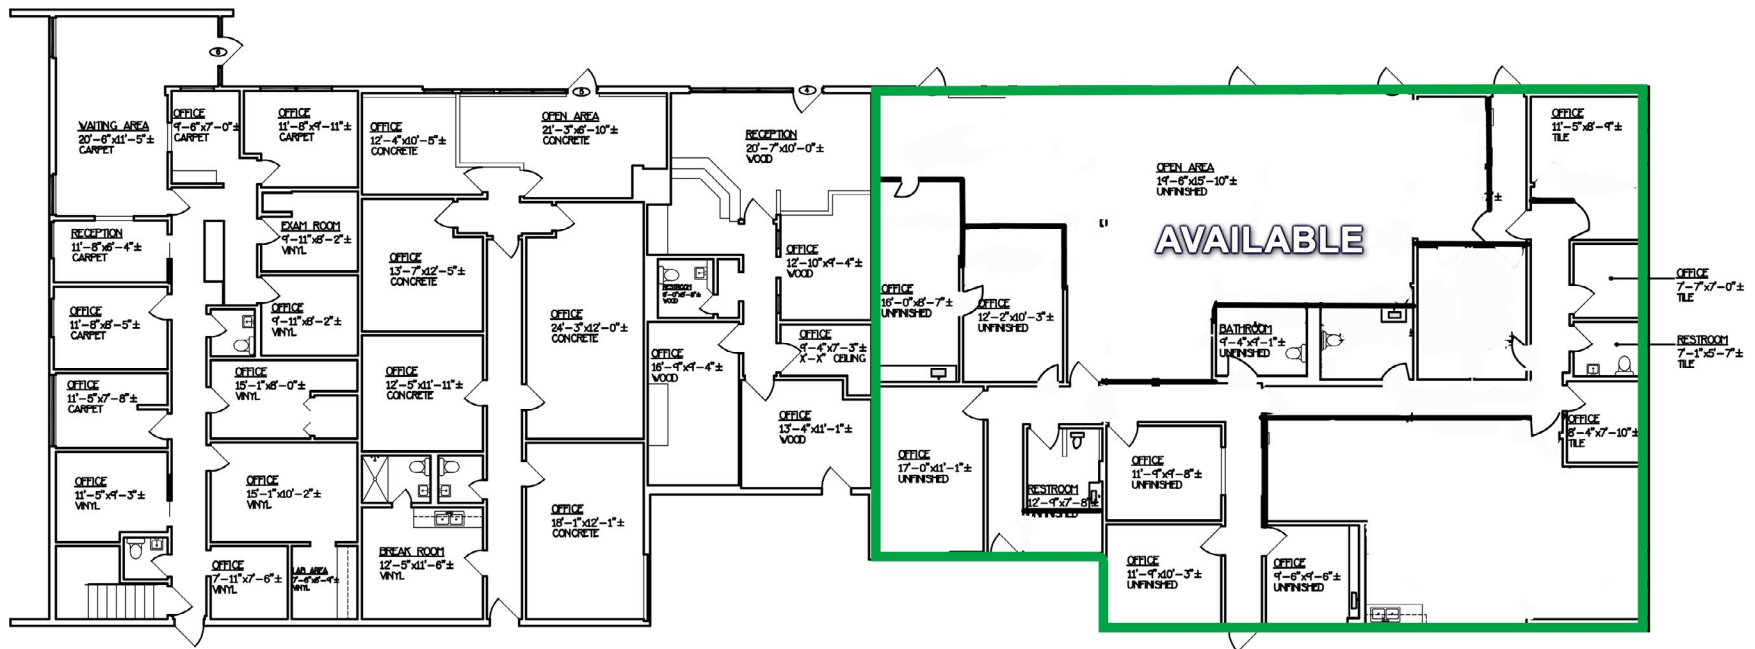 6
WAITING AREA
20'-6"x11'-5"±
CARPET
OFFICE
9'-6"x7'-0"±
CARPET
OFFICE
11'-8"x9'-11"±
CARPET
OFFICE
12'-4"x10'-5"±
CONCRETE
5
OPEN AREA
21'-3"x6'-10"±
CONCRETE
4
RECEPTION
20'-7"x10'-0"±
WOOD
RECEPTION
11'-8"x6'-4"±
CARPET
EXAM ROOM
9'-11"x8'-2"±
VINYL
OFFICE
13'-7"x12'-5"±
CONCRETE
OFFICE
12'-10"x9'-4"±
WOOD
OFFICE
11'-8"x8'-5"±
CARPET
OFFICE
9'-11"x8'-2"±
VINYL
OFFICE
24'-3"x12'-0"±
CONCRETE
RESTROOM
WOOD
OFFICE
16'-9"x9'-4"±
WOOD
OFFICE
9'-4"x7'-3"±
X'-X" CEILING
OFFICE
11'-5"x7'-8"±
CARPET
OFFICE
15'-1"x8'-0"±
VINYL
OFFICE
12'-5"x11'-11"±
CONCRETE
OFFICE
13'-4"x11'-1"±
WOOD
OFFICE
11'-5"x9'-3"±
VINYL
OFFICE
15'-1"x10'-2"±
VINYL
OFFICE
18'-1"x12'-1"±
CONCRETE
OFFICE
7'-11"x7'-6"±
VINYL
LAB AREA
VINYL
BREAK ROOM
12'-5"x11'-6"±
VINYL
OPEN AREA
19'-6"x15'-10"±
UNFINISHED
AVAILABLE
OFFICE
11'-5"x8'-9"±
TILE
±
OFFICE
16'-0"x8'-7"±
UNFINISHED
OFFICE
12'-2"x10'-3"±
UNFINISHED
BATHROOM
9'-4"x9'-1"±
UNFINISHED
OFFICE
7'-7"x7'-0"±
TILE
RESTROOM
7'-1"x5'-7"±
TILE
OFFICE
8'-4"x7'-10"±
TILE
OFFICE
17'-0"x11'-1"±
UNFINISHED
RESTROOM
12'-9"x7'-8"±
UNFINISHED
OFFICE
11'-9"x9'-8"±
UNFINISHED
OFFICE
11'-9"x10'-3"±
UNFINISHED
OFFICE
9'-6"x9'-6"±
UNFINISHED